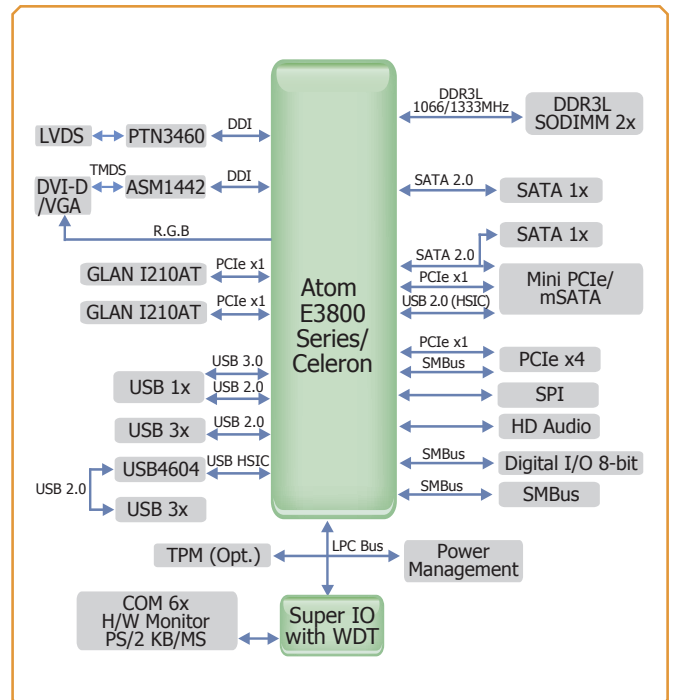 DDR3L
1066/1333MHz
DDR3L
SODIMM 2x
LVDS
PTN3460
DDI
TMDS
DVI-D
/VGA
ASM1442
DDI
R.G.B
SATA 2.0
SATA 1x
SATA 1x
SATA 2.0
PCIe x1
USB 2.0 (HSIC)
Mini PCIe/
mSATA
GLAN I210AT
PCIe x1
GLAN I210AT
PCIe x1
Atom
E3800
Series/
Celeron
PCIe x1
SMBus
PCIe x4
USB 3.0
USB 1x
USB 2.0
SPI
USB 3x
USB 2.0
HD Audio
USB4604
USB HSIC
SMBus
Digital I/O 8-bit
USB 2.0
USB 3x
SMBus
SMBus
TPM (Opt.)
LPC Bus
Power
Management
COM 6x
H/W Monitor
PS/2 KB/MS
Super IO
with WDT